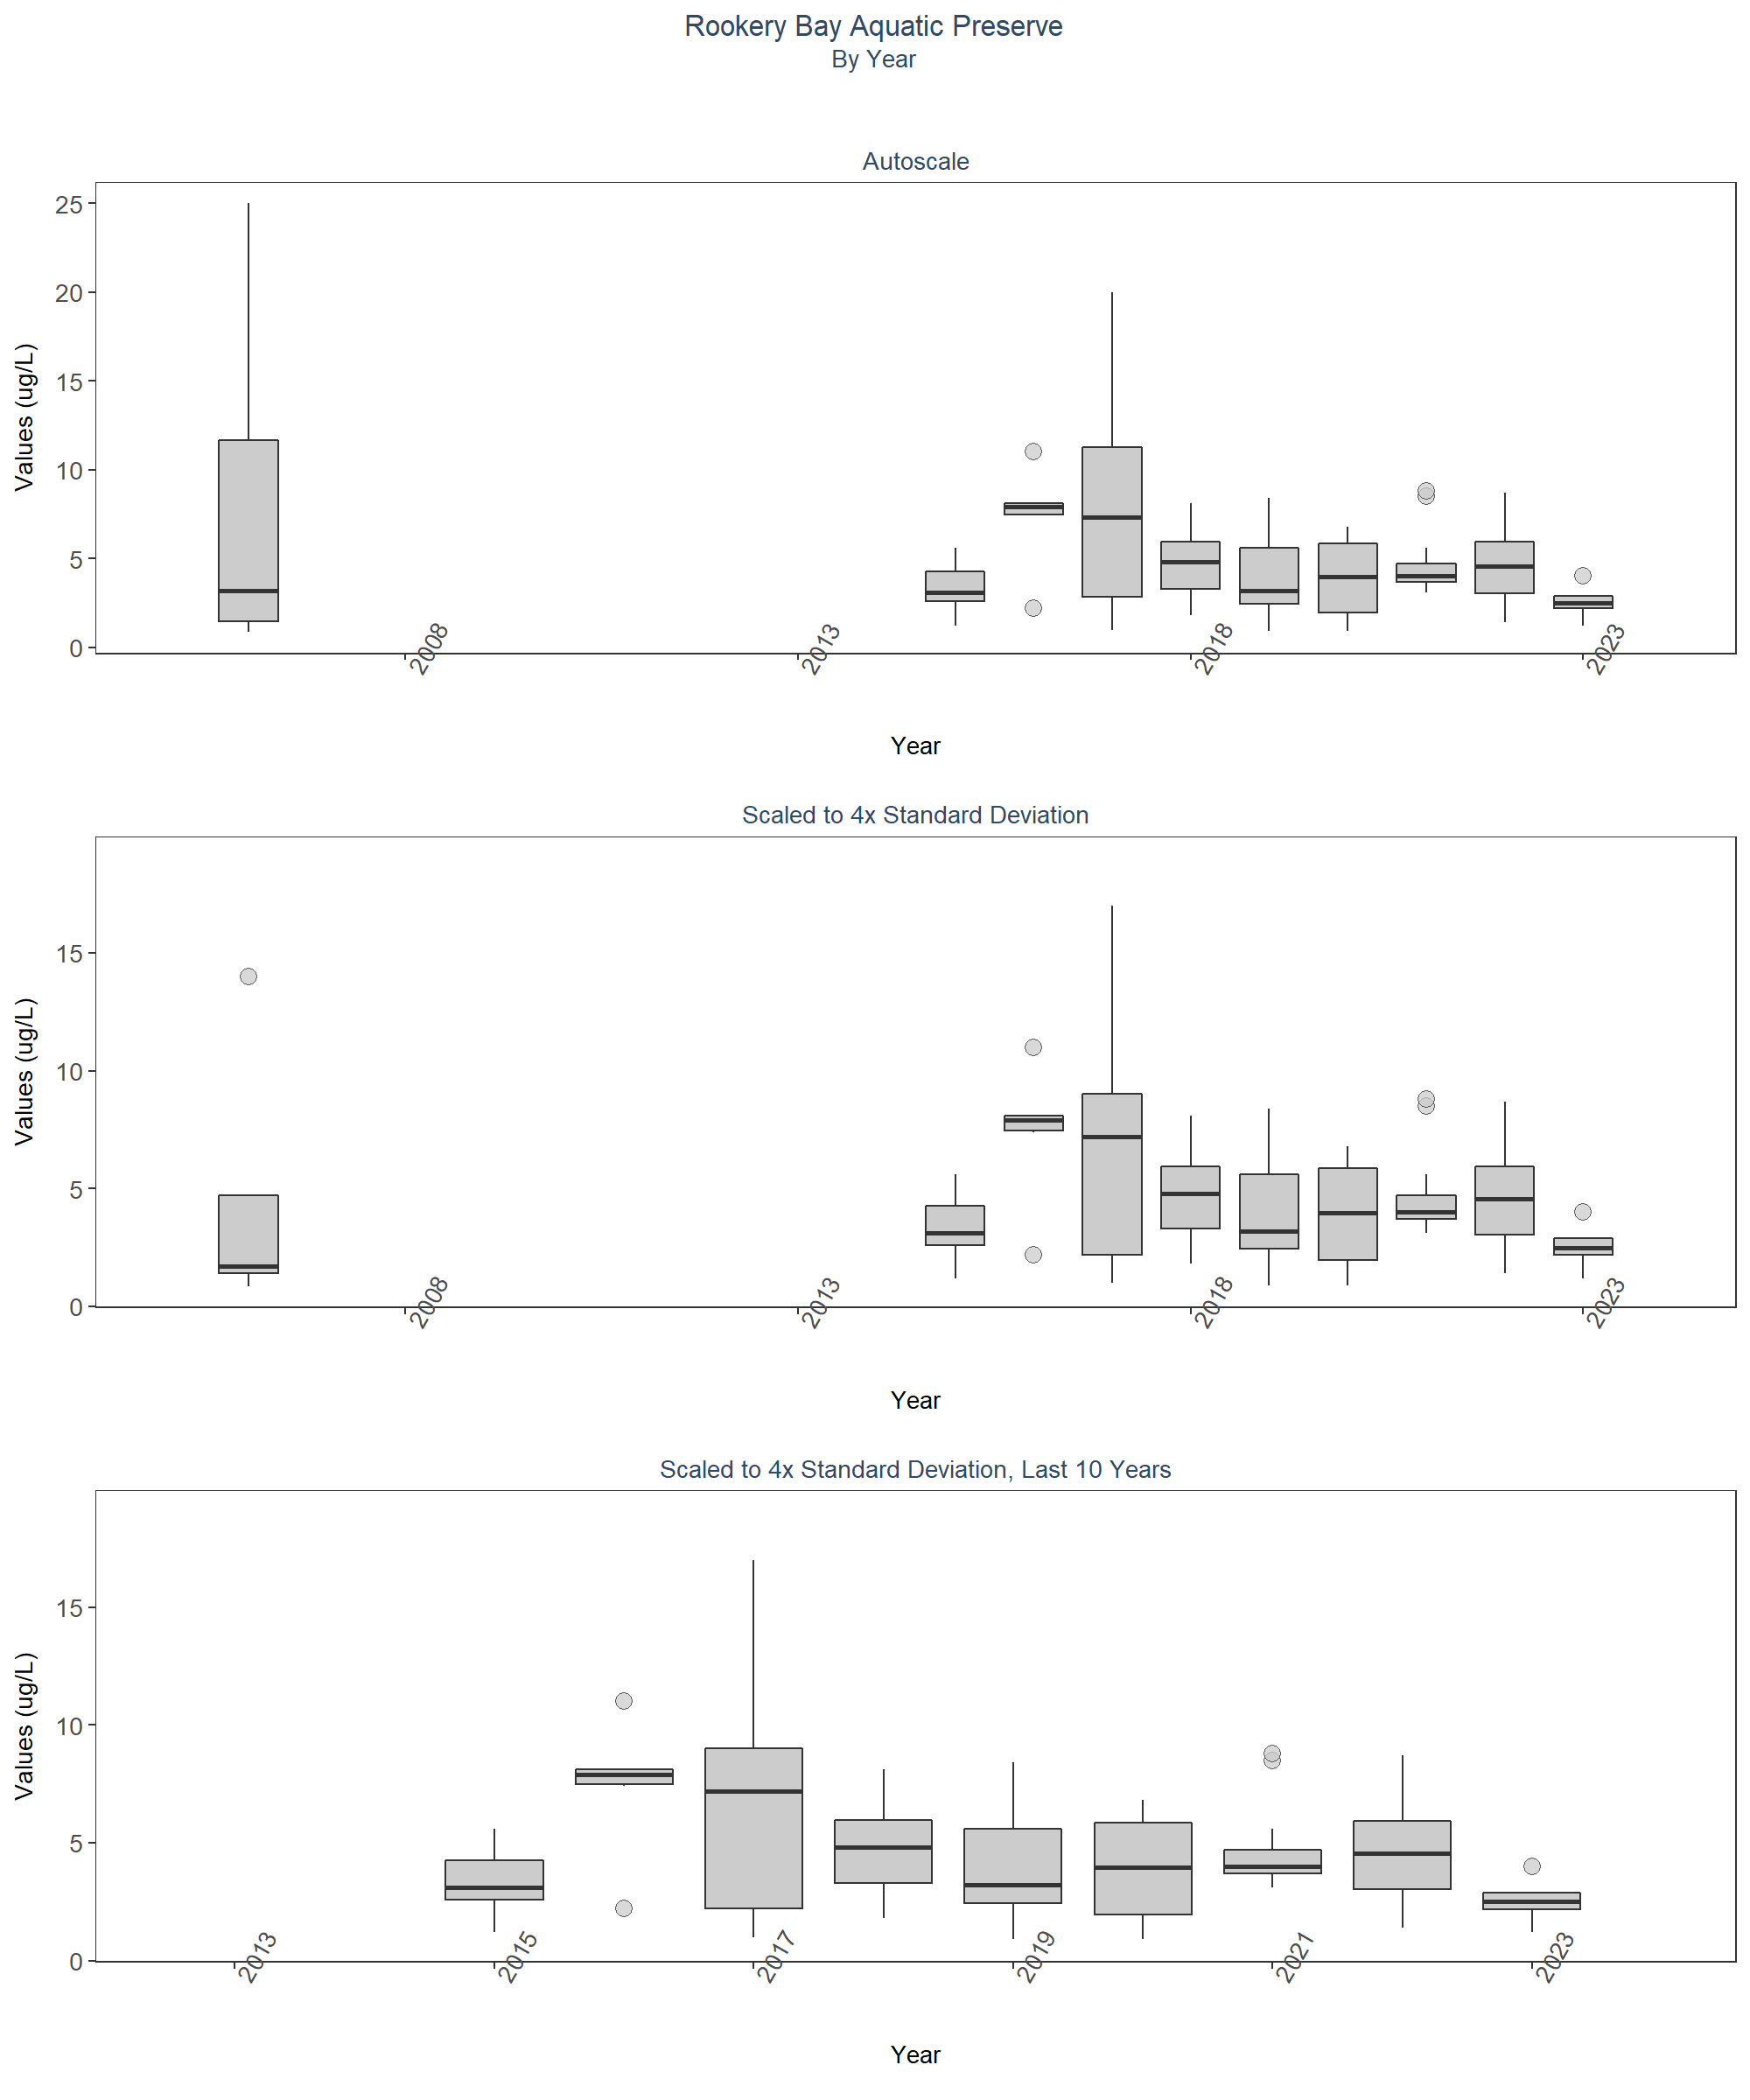 Rookery Bay Aquatic Preserve
By Year
Autoscale
Values (ug/L)
25
20
15
10
5
0
2008
2013
2018
2023
Year
Scaled to 4x Standard Deviation
Values (ug/L)
15
10
5
0
2008
2013
2018
2023
Year
Scaled to 4x Standard Deviation, Last 10 Years
Values (ug/L)
15
10
5
0
2013
2015
2017
2019
2021
2023
Year